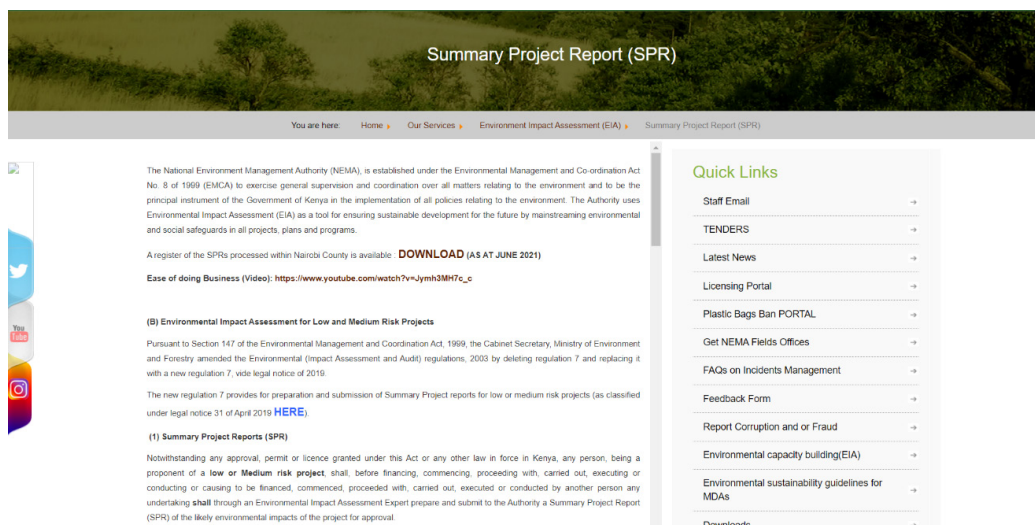 Summary Project Report (SPR)
You are here: Home Our Services Environment Impact Assessment (EIA) Summary Project Report (SPR)
The National Environment Management Authority (NEMA), is established under the Environmental Management and Co-ordination Act
No. 8 of 1999 (EMCA) to exercise general supervision and coordination over all matters relating to the environment and to be the
principal instrument of the Government of Kenya in the implementation of all policies relating to the environment. The Authority uses
Environmental Impact Assessment (EIA) as a tool for ensuring sustainable development for the future by mainstreaming environmental
and social safeguards in all projects, plans and programs.
A register of the SPRs processed within Nairobi County is available : DOWNLOAD (AS AT JUNE 2021)
Ease of doing Business (Video): https://www.youtube.com/watch?v=Jymh3MH7c_c
(B) Environmental Impact Assessment for Low and Medium Risk Projects
Pursuant to Section 147 of the Environmental Management and Coordination Act, 1999, the Cabinet Secretary, Ministry of Environment
and Forestry amended the Environmental (Impact Assessment and Audit) regulations, 2003 by deleting regulation 7 and replacing it
with a new regulation 7, vide legal notice of 2019.
The new regulation 7 provides for preparation and submission of Summary Project reports for low or medium risk projects (as classified
under legal notice 31 of April 2019 HERE).
(1) Summary Project Reports (SPR)
Notwithstanding any approval, permit or licence granted under this Act or any other law in force in Kenya, any person, being a
proponent of a low or Medium risk project, shall, before financing, commencing, proceeding with, carried out, executing or
conducting or causing to be financed, commenced, proceeded with, carried out, executed or conducted by another person any
undertaking shall through an Environmental Impact Assessment Expert prepare and submit to the Authority a Summary Project Report
(SPR) of the likely environmental impacts of the project for approval.
You
Tube
Quick Links
Staff Email
TENDERS
Latest News
Licensing Portal
Plastic Bags Ban PORTAL
Get NEMA Fields Offices
FAQs on Incidents Management
Feedback Form
Report Corruption and or Fraud
Environmental capacity building(EIA)
Environmental sustainability guidelines for
MDAs
Downloads